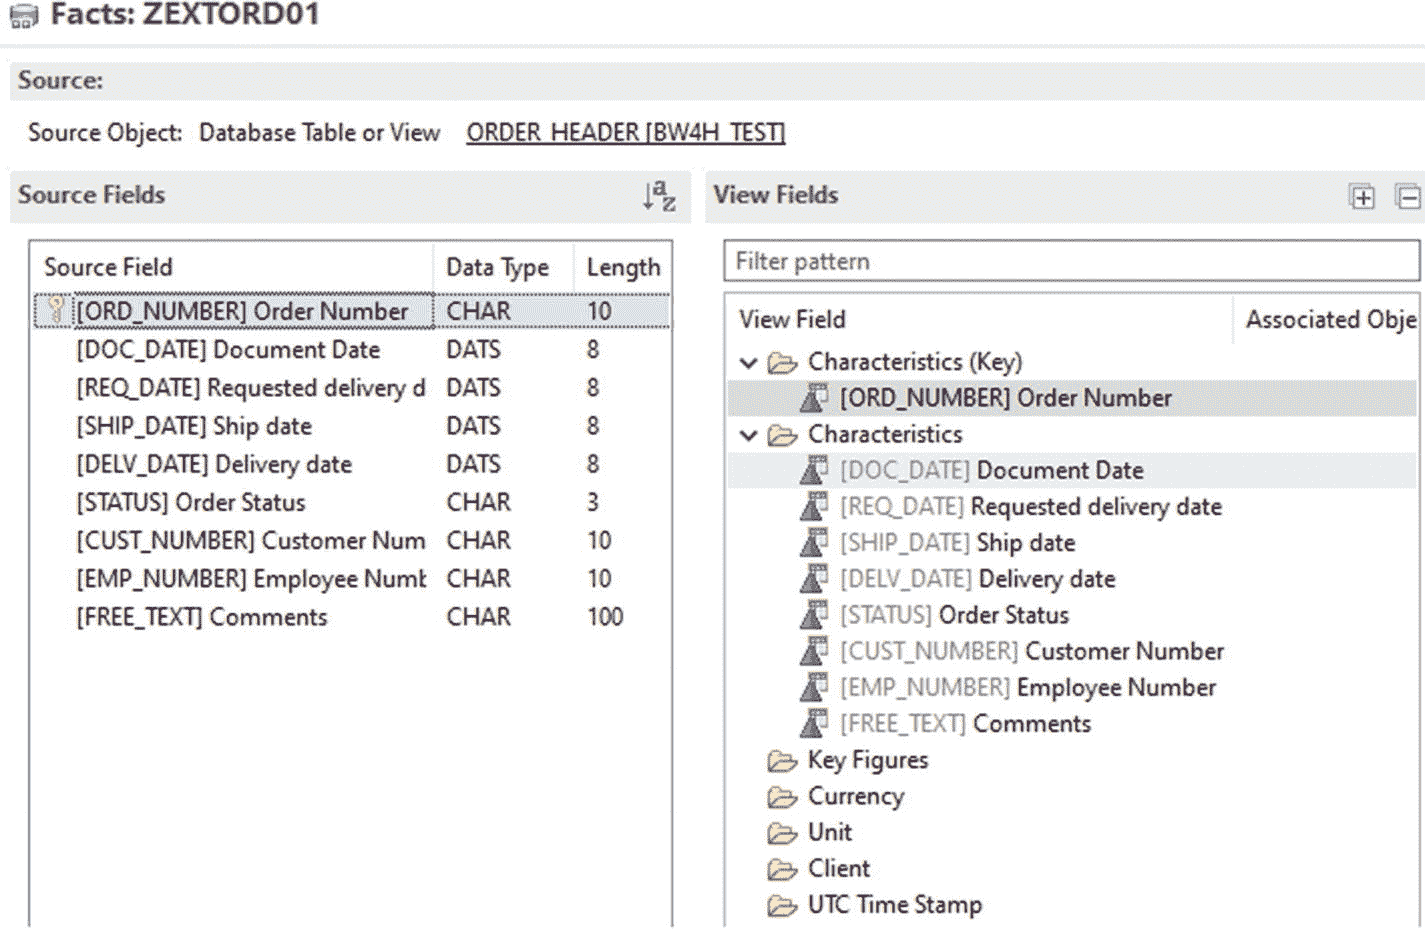 Facts: ZEXTORD01
Source:
Source Object: Database Table or View ORDER_HEADER [BW4H_TEST]
Source Fields
Source Field Data Type Length
[ORD_NUMBER] Order Number CHAR 10
[DOC_DATE] Document Date DATS 8
[REQ_DATE] Requested delivery d DATS 8
[SHIP_DATE] Ship date DATS 8
[DELV_DATE] Delivery date DATS 8
[STATUS] Order Status CHAR 3
[CUST_NUMBER] Customer Num CHAR 10
[EMP_NUMBER] Employee Numb CHAR 10
[FREE_TEXT] Comments CHAR 100
View Fields
Filter pattern
View Field Associated Obje
Characteristics (Key)
[ORD_NUMBER] Order Number
Characteristics
[DOC_DATE] Document Date
[REQ_DATE] Requested delivery date
[SHIP_DATE] Ship date
[DELV_DATE] Delivery date
[STATUS] Order Status
[CUST_NUMBER] Customer Number
[EMP_NUMBER] Employee Number
[FREE_TEXT] Comments
Key Figures
Currency
Unit
Client
UTC Time Stamp